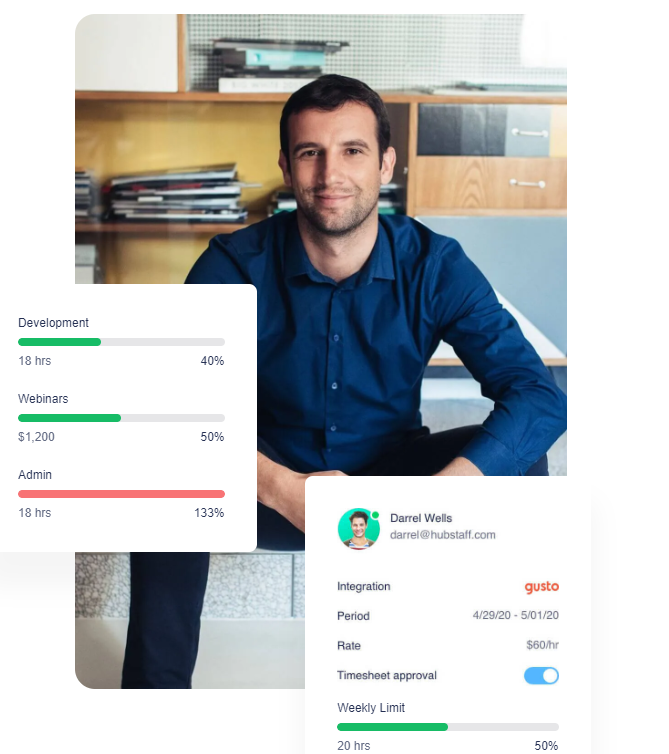 Development
18 hrs 40%
Webinars
$1,200 50%
Admin
18 hrs 133%
Darrel Wells
darrel@hubstaff.com
Integration gusto
Period 4/29/20 - 5/01/20
Rate $60/hr
Timesheet approval
Weekly Limit
20 hrs 50%